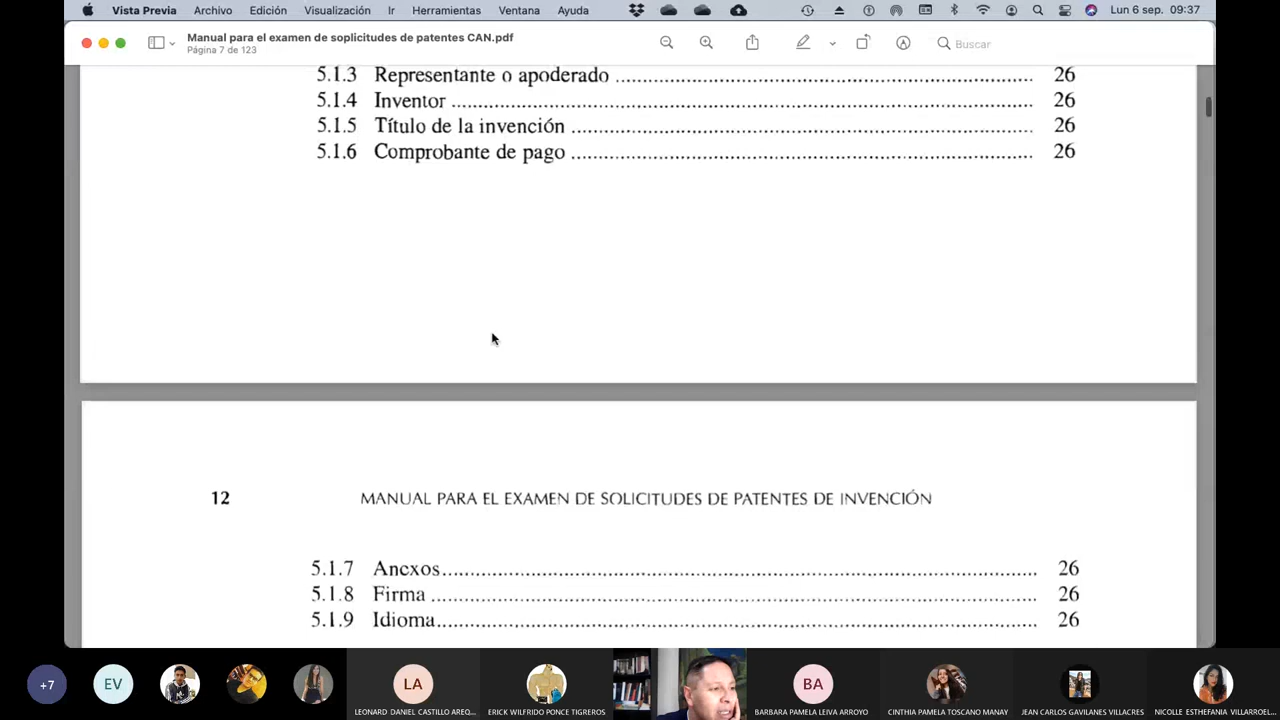 Vista Previa Archivo Edición Visualización Ir Herramientas Ventana Ayuda Lun 6 sep. 09:37
Manual para el examen de soplicitudes de patentes CAN.pdf
Página 7 de 123
Buscar
5.1.3 Representante o apoderado ........ 26
5.1.4 Inventor ........ 26
5.1.5 Título de la invención ........ 26
5.1.6 Comprobante de pago ........ 26
12 MANUAL PARA EL EXAMEN DE SOLICITUDES DE PATENTES DE INVENCIÓN
5.1.7 Anexos ........ 26
5.1.8 Firma ........ 26
5.1.9 Idioma ........ 26
+7 EV LA BA
LEONARD DANIEL CASTILLO AREQ... ERICK WILFRIDO PONCE TIGREROS BARBARA PAMELA LEIVA ARROYO CINTHIA PAMELA TOSCANO MANAY JEAN CARLOS GAVILANES VILLACRES NICOLLE ESTHEFANIA VILLARROEL...